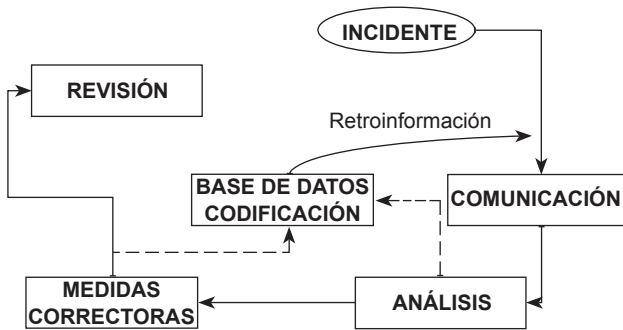 INCIDENTE
REVISIÓN
Retroinformación
BASE DE DATOS
CODIFICACIÓN
COMUNICACIÓN
MEDIDAS
CORRECTORAS
ANÁLISIS